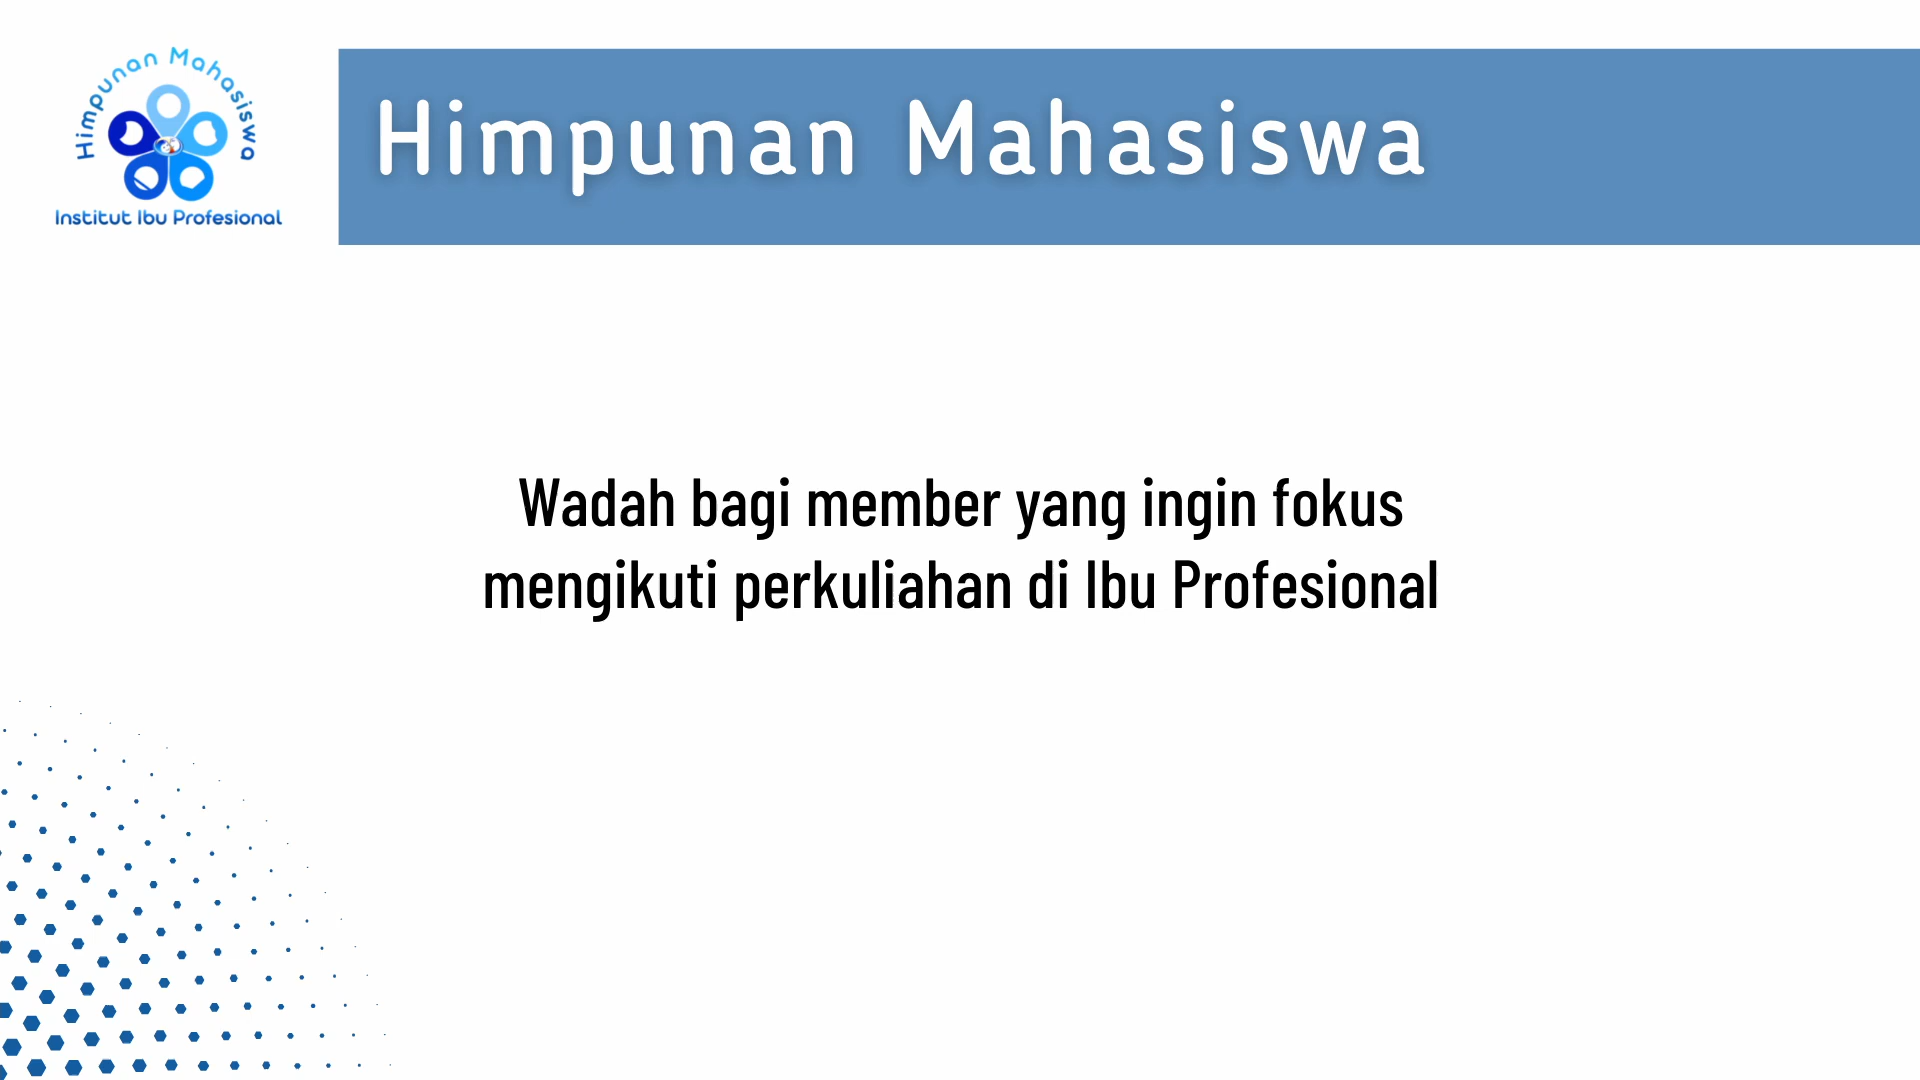 Himpunan Mahasiswa
Institut Ibu Profesional
Himpunan Mahasiswa
Wadah bagi member yang ingin fokus
mengikuti perkuliahan di Ibu Profesional